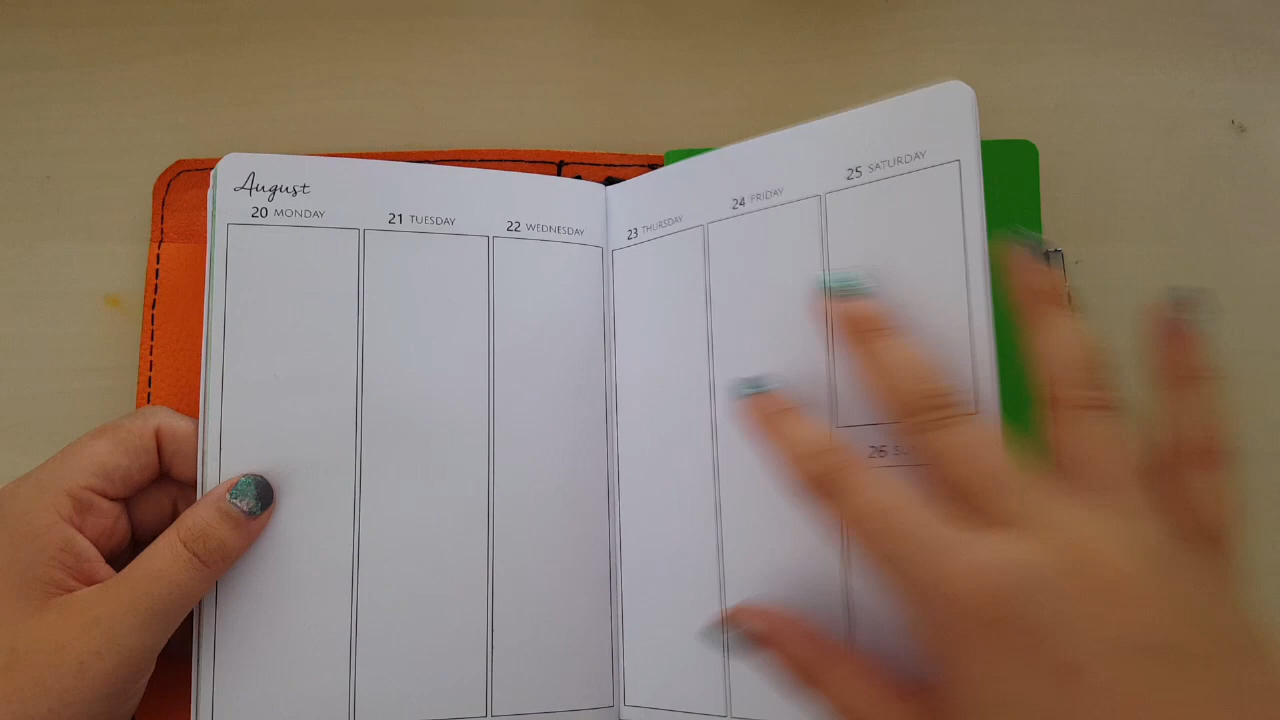 August
20 MONDAY
21 TUESDAY
22 WEDNESDAY
23 THURSDAY
24 FRIDAY
25 SATURDAY
26